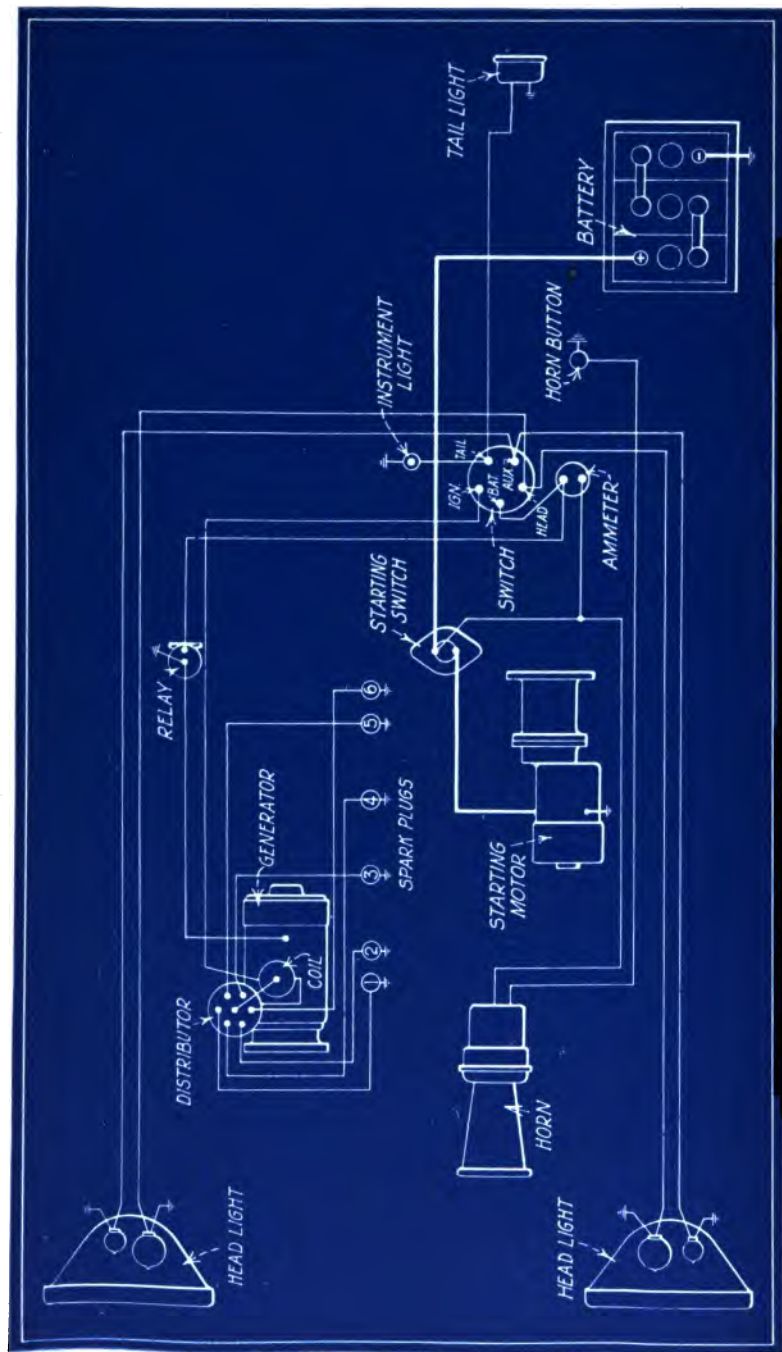 TAIL LIGHT
INSTRUMENT
LIGHT
BATTERY
+
-
HORN BUTTON
TAIL
IGN.
BAT
AUX.
HEAD
SWITCH
AMMETER
STARTING
SWITCH
RELAY
DISTRIBUTOR
GENERATOR
COIL
1
2
3
4
5
6
SPARK PLUGS
STARTING
MOTOR
HORN
HEAD LIGHT
HEAD LIGHT